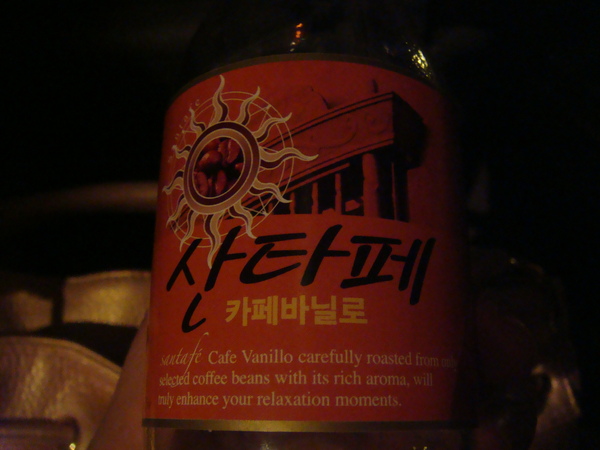 산타페
카페바닐로
santafé Cafe Vanillo carefully roasted from only
selected coffee beans with its rich aroma, will
truly enhance your relaxation moments.